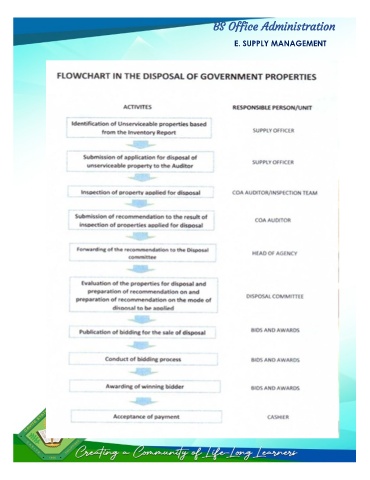 BS Office Administration
E. SUPPLY MANAGEMENT
FLOWCHART IN THE DISPOSAL OF GOVERNMENT PROPERTIES
ACTIVITES RESPONSIBLE PERSON/UNIT
Identification of Unserviceable properties based
from the Inventory Report
SUPPLY OFFICER
Submission of application for disposal of
unserviceable property to the Auditor
SUPPLY OFFICER
Inspection of property applied for disposal COA AUDITOR/INSPECTION TEAM
Submission of recommendation to the result of
inspection of properties applied for disposal
COA AUDITOR
Forwarding of the recommendation to the Disposal
committee
HEAD OF AGENCY
Evaluation of the properties for disposal and
preparation of recommendation on and
preparation of recommendation on the mode of
disposal to be applied
DISPOSAL COMMITTEE
Publication of bidding for the sale of disposal BIDS AND AWARDS
Conduct of bidding process BIDS AND AWARDS
Awarding of winning bidder BIDS AND AWARDS
Acceptance of payment CASHIER
Creating a Community of Life-Long Learners